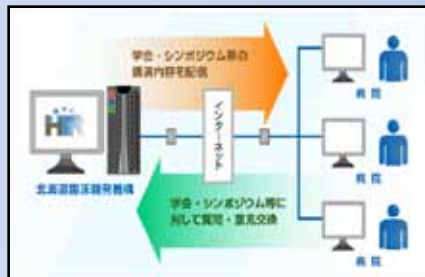 学会・シンポジウム等の
講演内容を配信
インターネット
病院
北海道臨床開発機構
病院
学会・シンポジウム等に
対して質問・意見交換
病院